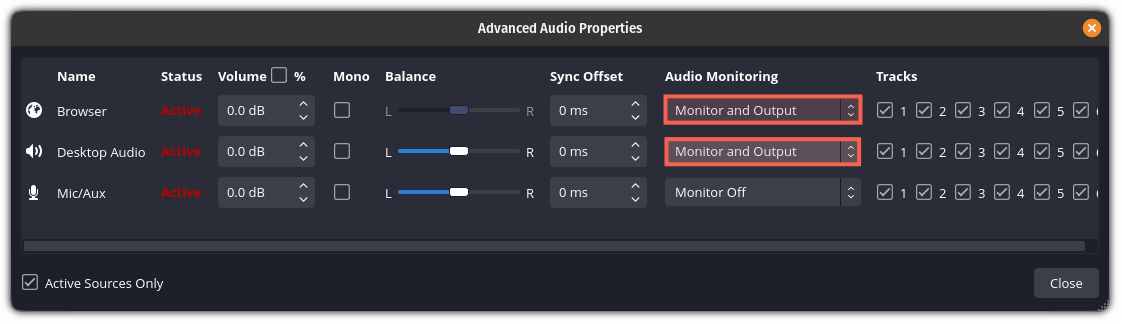 Advanced Audio Properties
Name Status Volume % Mono Balance Sync Offset Audio Monitoring Tracks
Browser Active 0.0 dB L R 0 ms Monitor and Output 1 2 3 4 5
Desktop Audio Active 0.0 dB L R 0 ms Monitor and Output 1 2 3 4 5
Mic/Aux Active 0.0 dB L R 0 ms Monitor Off 1 2 3 4 5
Active Sources Only Close